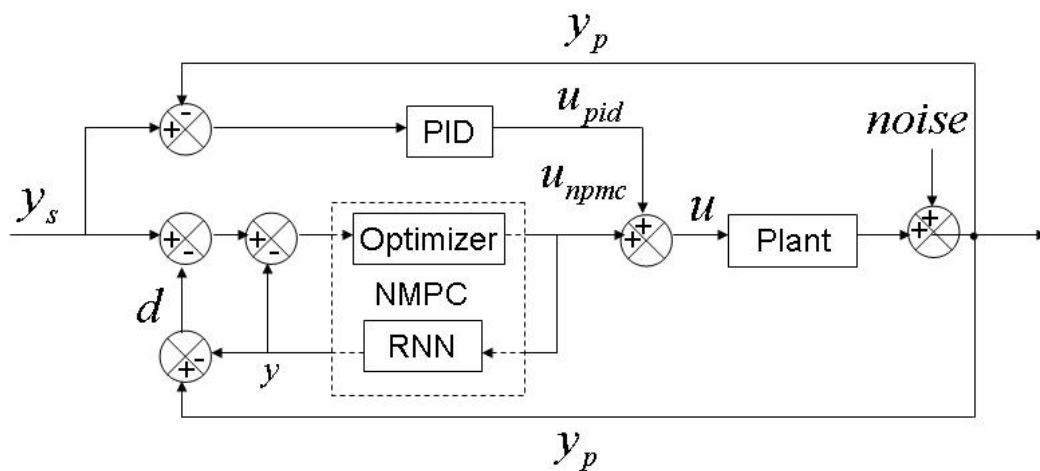 y_p
u_pid
noise
- +
PID
u_npmc
y_s
u
+ +
+ - + -
Optimizer
+ +
Plant
+ +
NMPC
d
RNN
+ -
y
y_p